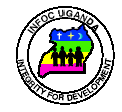 INFOC UGANDA
INTEGRITY FOR DEVELOPMENT